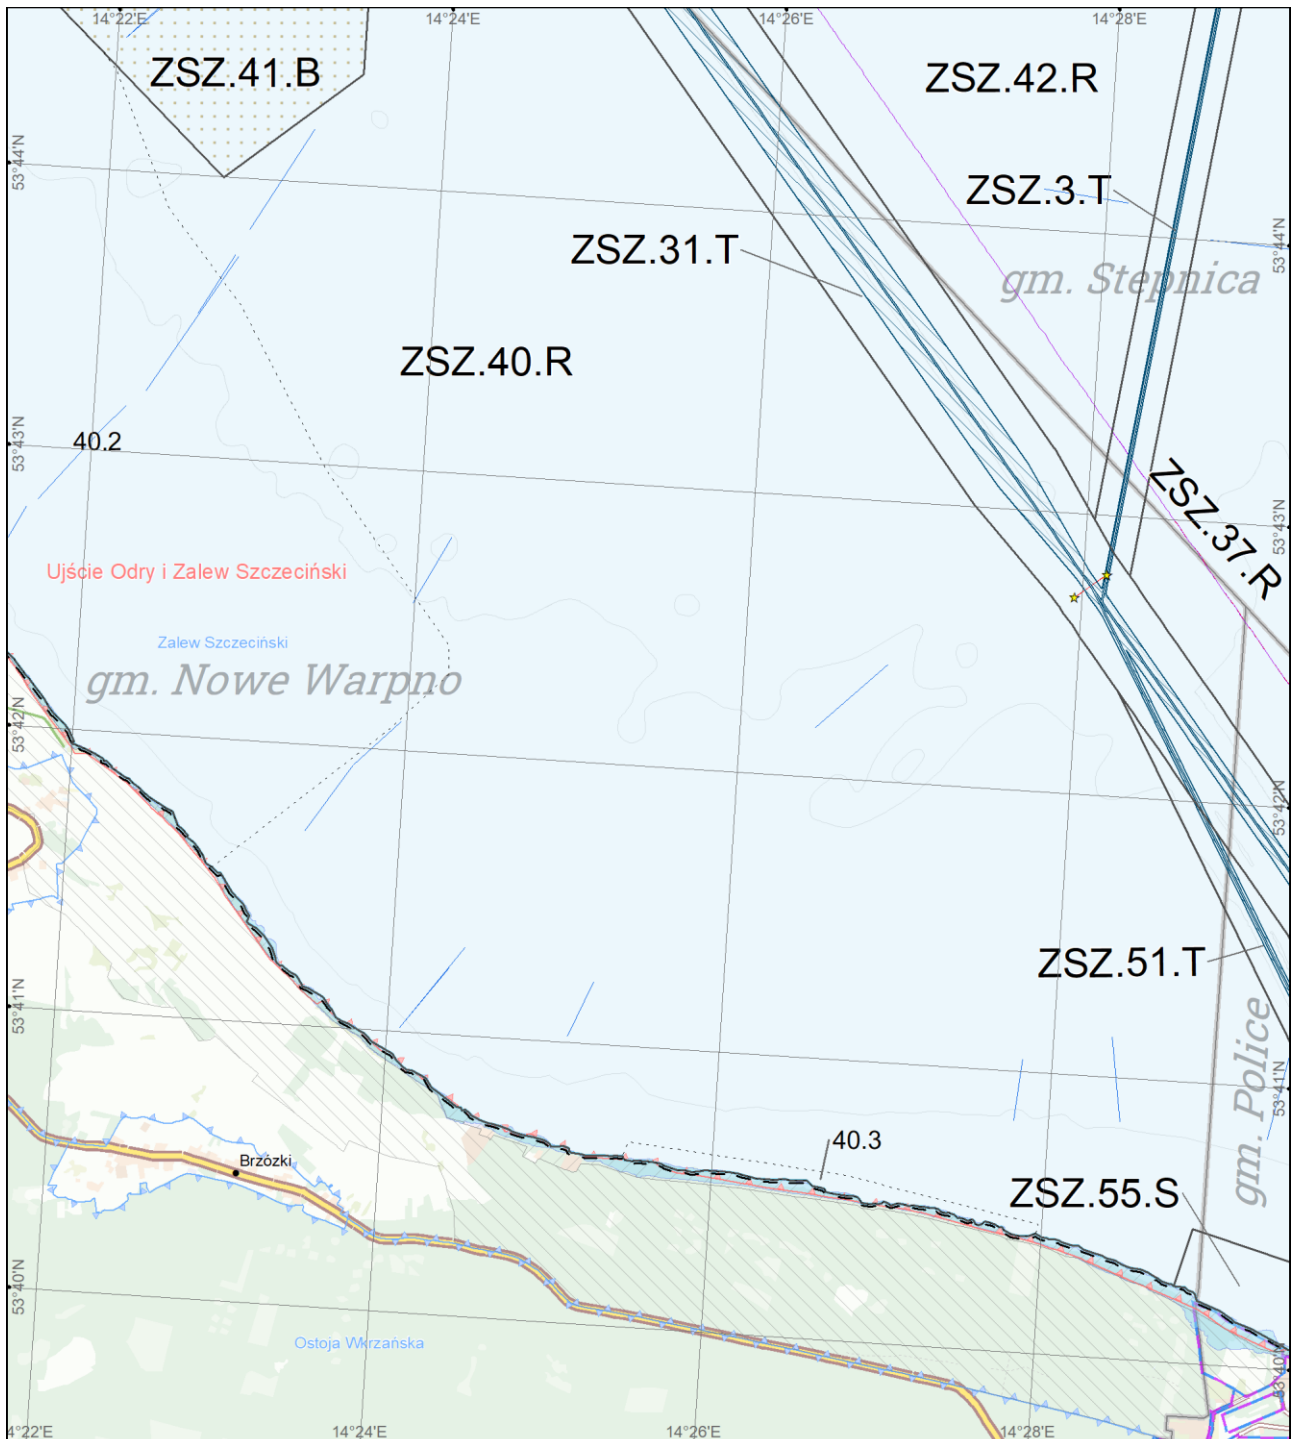 14°22'E
14°24'E
14°26'E
14°28'E
ZSZ.41.B
ZSZ.42.R
53°44'N
ZSZ.3.T
ZSZ.31.T
53°44'N
gm. Stepnica
ZSZ.40.R
53°43'N
40.2
ZSZ.37.R
53°43'N
Ujście Odry i Zalew Szczeciński
Zalew Szczeciński
gm. Nowe Warpno
53°42'N
53°42'N
ZSZ.51.T
53°41'N
gm. Police
53°41'N
40.3
Brzózki
ZSZ.55.S
53°40'N
Ostoja Wkrzańska
53°40'N
4°22'E
14°24'E
14°26'E
14°28'E